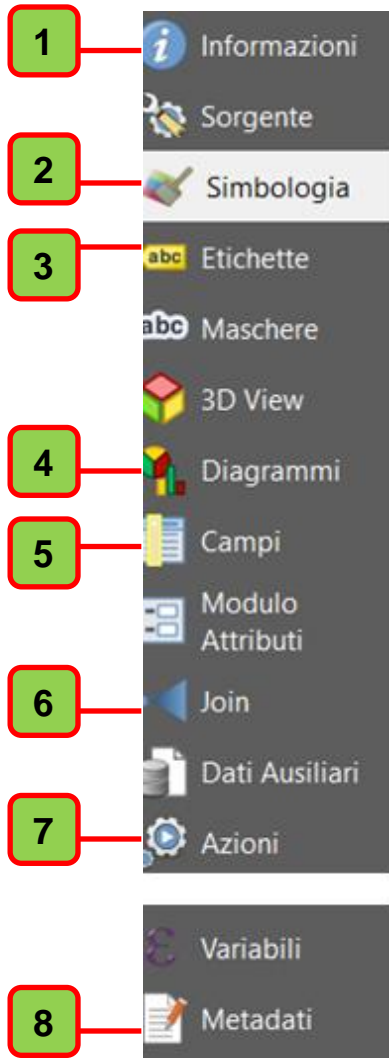 1
Informazioni
Sorgente
2
Simbologia
3
abc Etichette
abc Maschere
3D View
4
Diagrammi
5
Campi
Modulo
Attributi
6
Join
Dati Ausiliari
7
Azioni
ε Variabili
8
Metadati